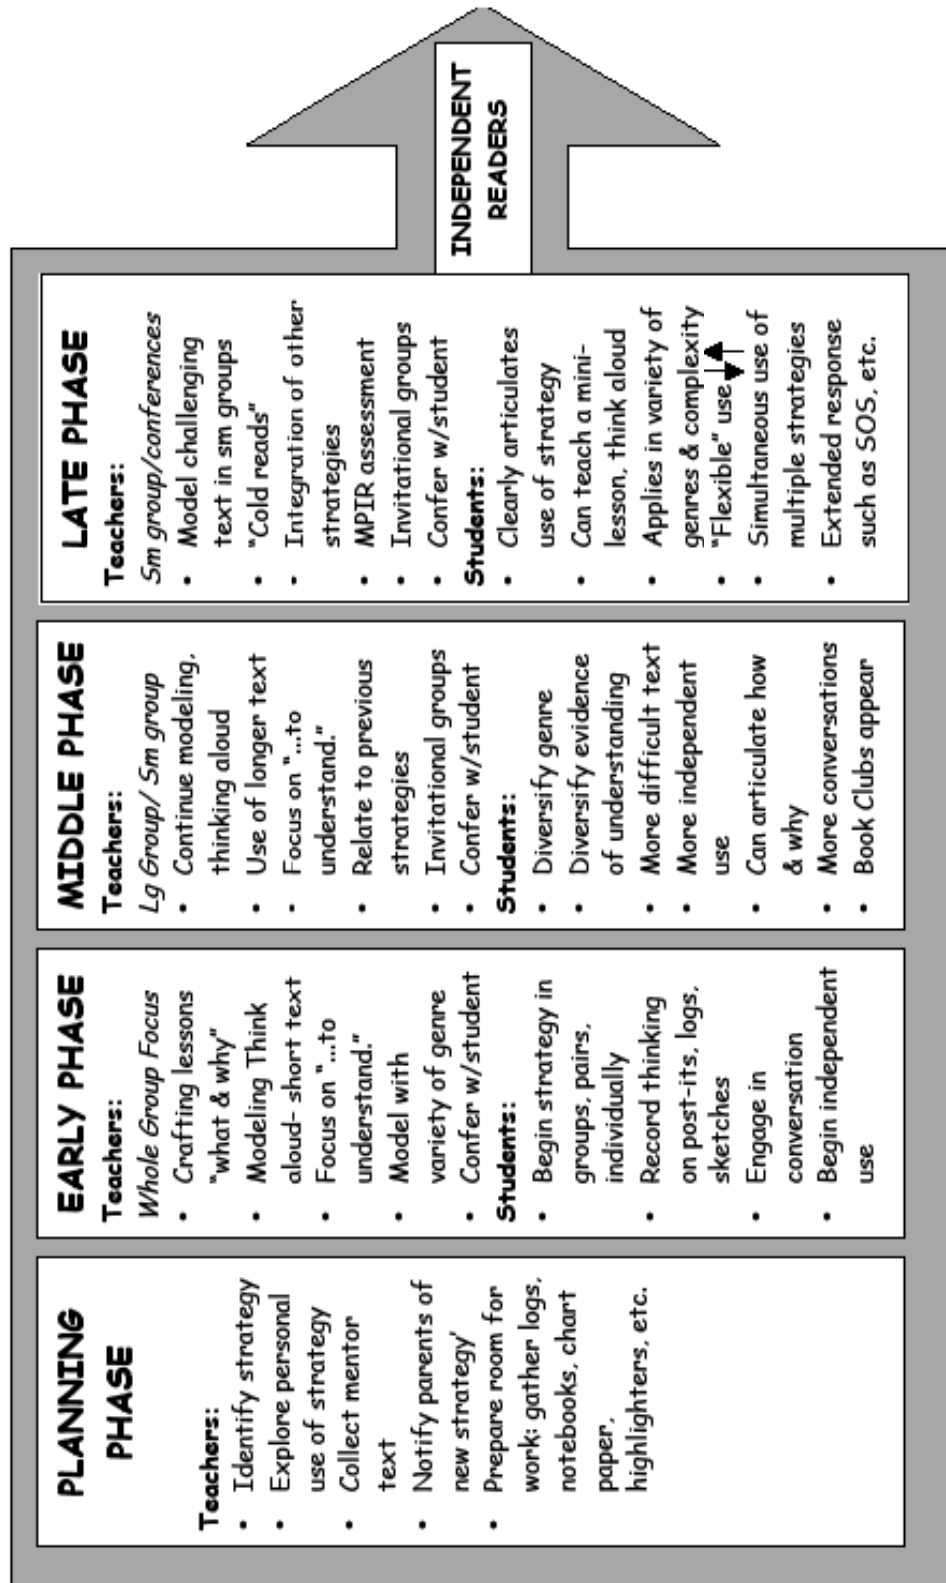 PLANNING
PHASE
Teachers:
• Identify strategy
• Explore personal
use of strategy
• Collect mentor
text
• Notify parents of
new strategy'
• Prepare room for
work: gather logs,
notebooks, chart
paper,
highlighters, etc.
EARLY PHASE
Teachers:
Whole Group Focus
• Crafting lessons
"what & why"
• Modeling Think
aloud- short text
• Focus on "...to
understand."
• Model with
variety of genre
• Confer w/student
Students:
• Begin strategy in
groups, pairs,
individually
• Record thinking
on post-its, logs,
sketches
• Engage in
conversation
• Begin independent
use
MIDDLE PHASE
Teachers:
Lg Group/ Sm group
• Continue modeling,
thinking aloud
• Use of longer text
• Focus on "...to
understand."
• Relate to previous
strategies
• Invitational groups
• Confer w/student
Students:
• Diversify genre
• Diversify evidence
of understanding
• More difficult text
• More independent
use
• Can articulate how
& why
• More conversations
• Book Clubs appear
LATE PHASE
Teachers:
Sm group/conferences
• Model challenging
text in sm groups
• "Cold reads"
• Integration of other
strategies
• MPIR assessment
• Invitational groups
• Confer w/student
Students:
• Clearly articulates
use of strategy
• Can teach a mini-
lesson, think aloud
• Applies in variety of
genres & complexity
• "Flexible" use
• Simultaneous use of
multiple strategies
• Extended response
such as SOS, etc.
INDEPENDENT
READERS